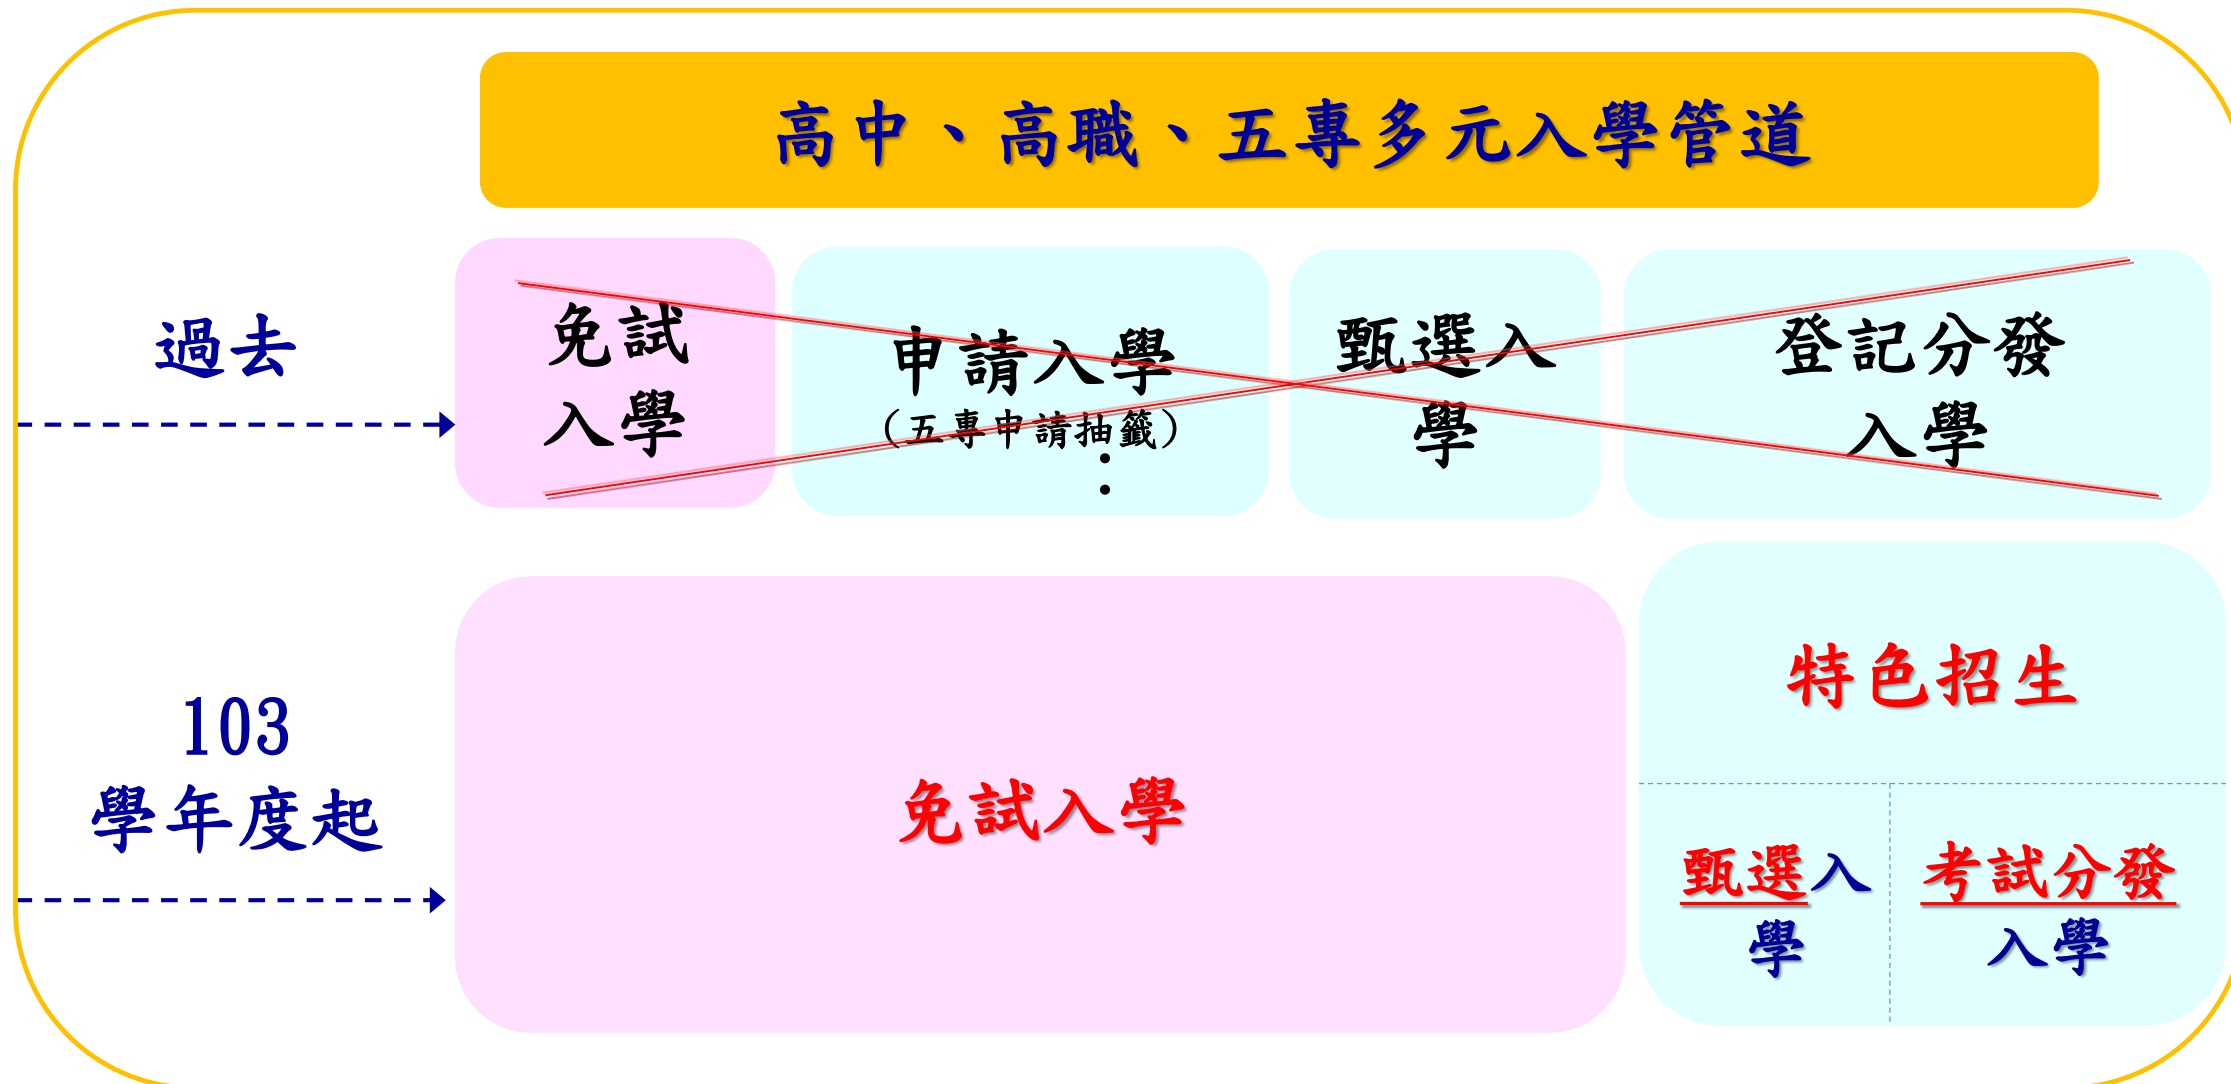 高中、高職、五專多元入學管道
過去
免試
入學
申請入學
（五專申請抽籤）
：
甄選入
學
登記分發
入學
103
學年度起
免試入學
特色招生
甄選入
學
考試分發
入學